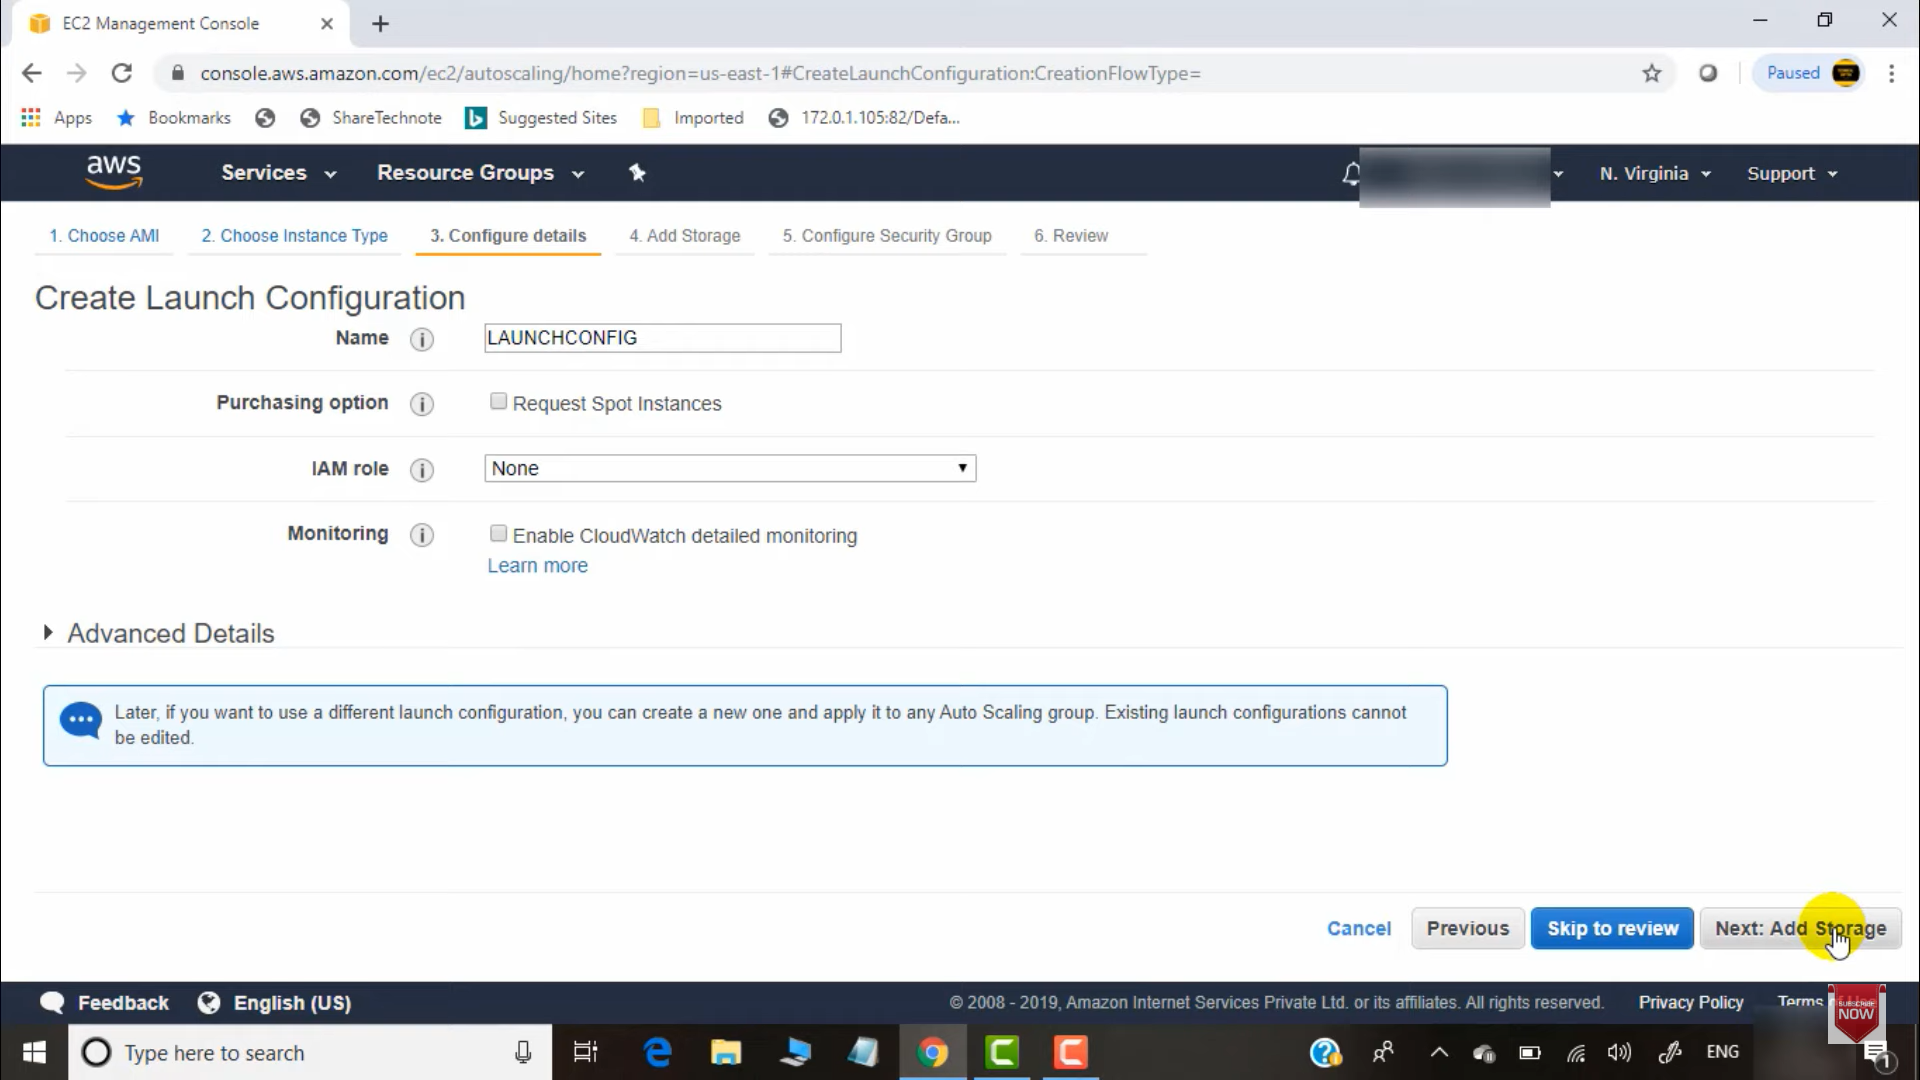 EC2 Management Console
console.aws.amazon.com/ec2/autoscaling/home?region=us-east-1#CreateLaunchConfiguration:CreationFlowType=
Paused
Apps Bookmarks ShareTechnote Suggested Sites Imported 172.0.1.105:82/Defa...
aws Services Resource Groups N. Virginia Support
1. Choose AMI 2. Choose Instance Type 3. Configure details 4. Add Storage 5. Configure Security Group 6. Review
Create Launch Configuration
Name LAUNCHCONFIG
Purchasing option Request Spot Instances
IAM role None
Monitoring Enable CloudWatch detailed monitoring
Learn more
Advanced Details
Later, if you want to use a different launch configuration, you can create a new one and apply it to any Auto Scaling group. Existing launch configurations cannot
be edited.
Cancel Previous Skip to review Next: Add Storage
Feedback English (US) © 2008 - 2019, Amazon Internet Services Private Ltd. or its affiliates. All rights reserved. Privacy Policy Terms
SUBSCRIBE
NOW
Type here to search ENG 1